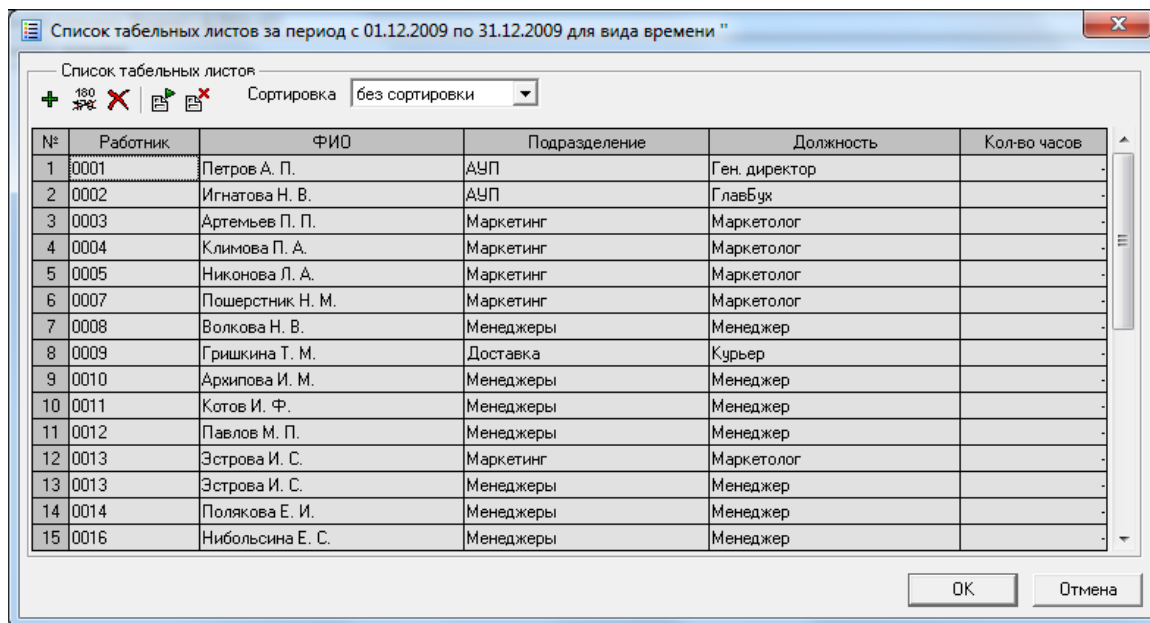 Список табельных листов за период с 01.12.2009 по 31.12.2009 для вида времени "
Список табельных листов
180 Сортировка без сортировки
№ Работник ФИО Подразделение Должность Кол-во часов
1 0001 Петров А. П. АУП Ген. директор -
2 0002 Игнатова Н. В. АУП ГлавБух -
3 0003 Артемьев П. П. Маркетинг Маркетолог -
4 0004 Климова П. А. Маркетинг Маркетолог -
5 0005 Никонова Л. А. Маркетинг Маркетолог -
6 0007 Пошерстник Н. М. Маркетинг Маркетолог -
7 0008 Волкова Н. В. Менеджеры Менеджер -
8 0009 Гришкина Т. М. Доставка Курьер -
9 0010 Архипова И. М. Менеджеры Менеджер -
10 0011 Котов И. Ф. Менеджеры Менеджер -
11 0012 Павлов М. П. Менеджеры Менеджер -
12 0013 Эстрова И. С. Маркетинг Маркетолог -
13 0013 Эстрова И. С. Менеджеры Менеджер -
14 0014 Полякова Е. И. Менеджеры Менеджер -
15 0016 Нибольсина Е. С. Менеджеры Менеджер -
OK Отмена